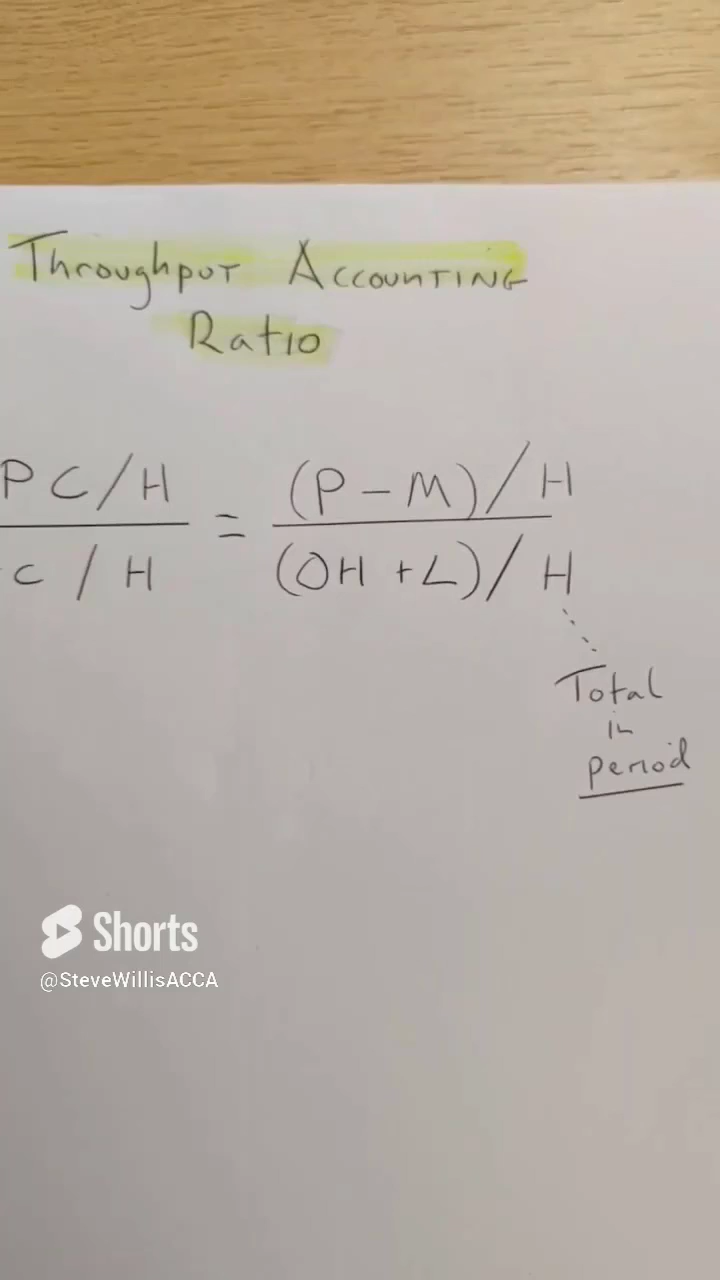 Throughput Accounting
Ratio
PC/H = (P-M)/H
C/H (OH+L)/H
Total
in
period
Shorts
@SteveWillisACCA